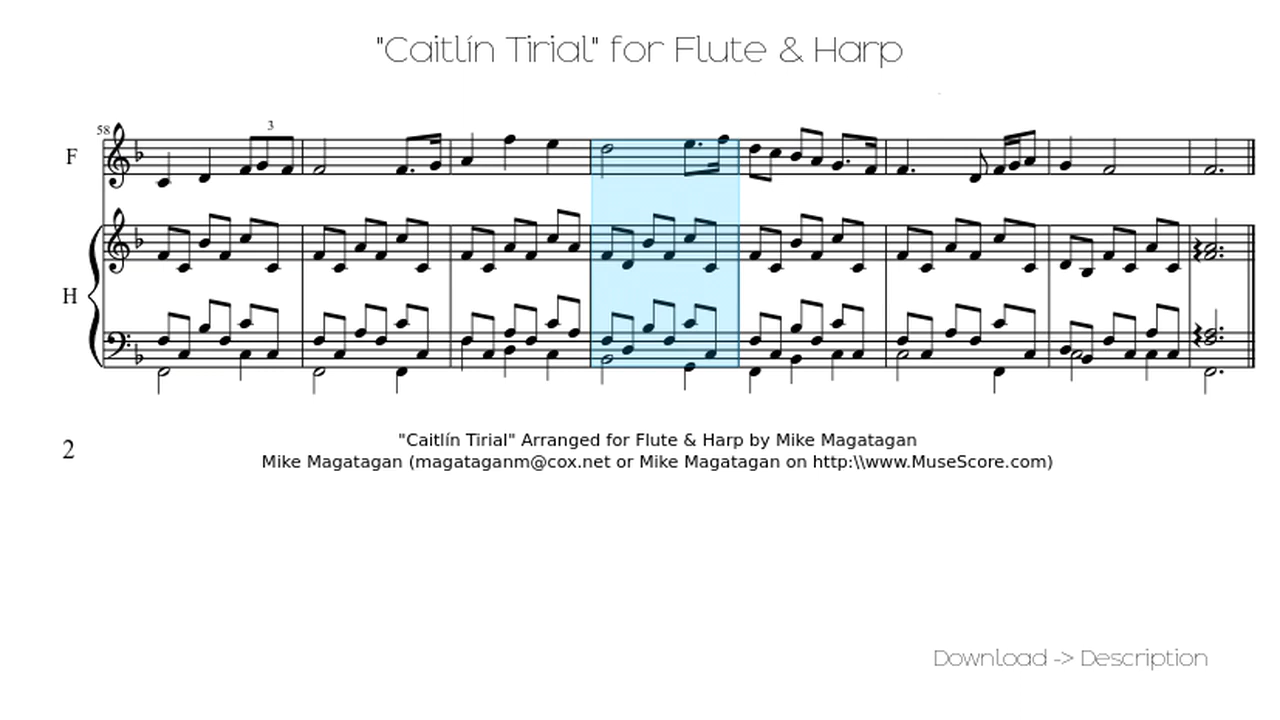 "Caitlín Tirial" for Flute & Harp
58
3
F
H
2
"Caitlín Tirial" Arranged for Flute & Harp by Mike Magatagan
Mike Magatagan (magataganm@cox.net or Mike Magatagan on http:\\www.MuseScore.com)
Download -> Description